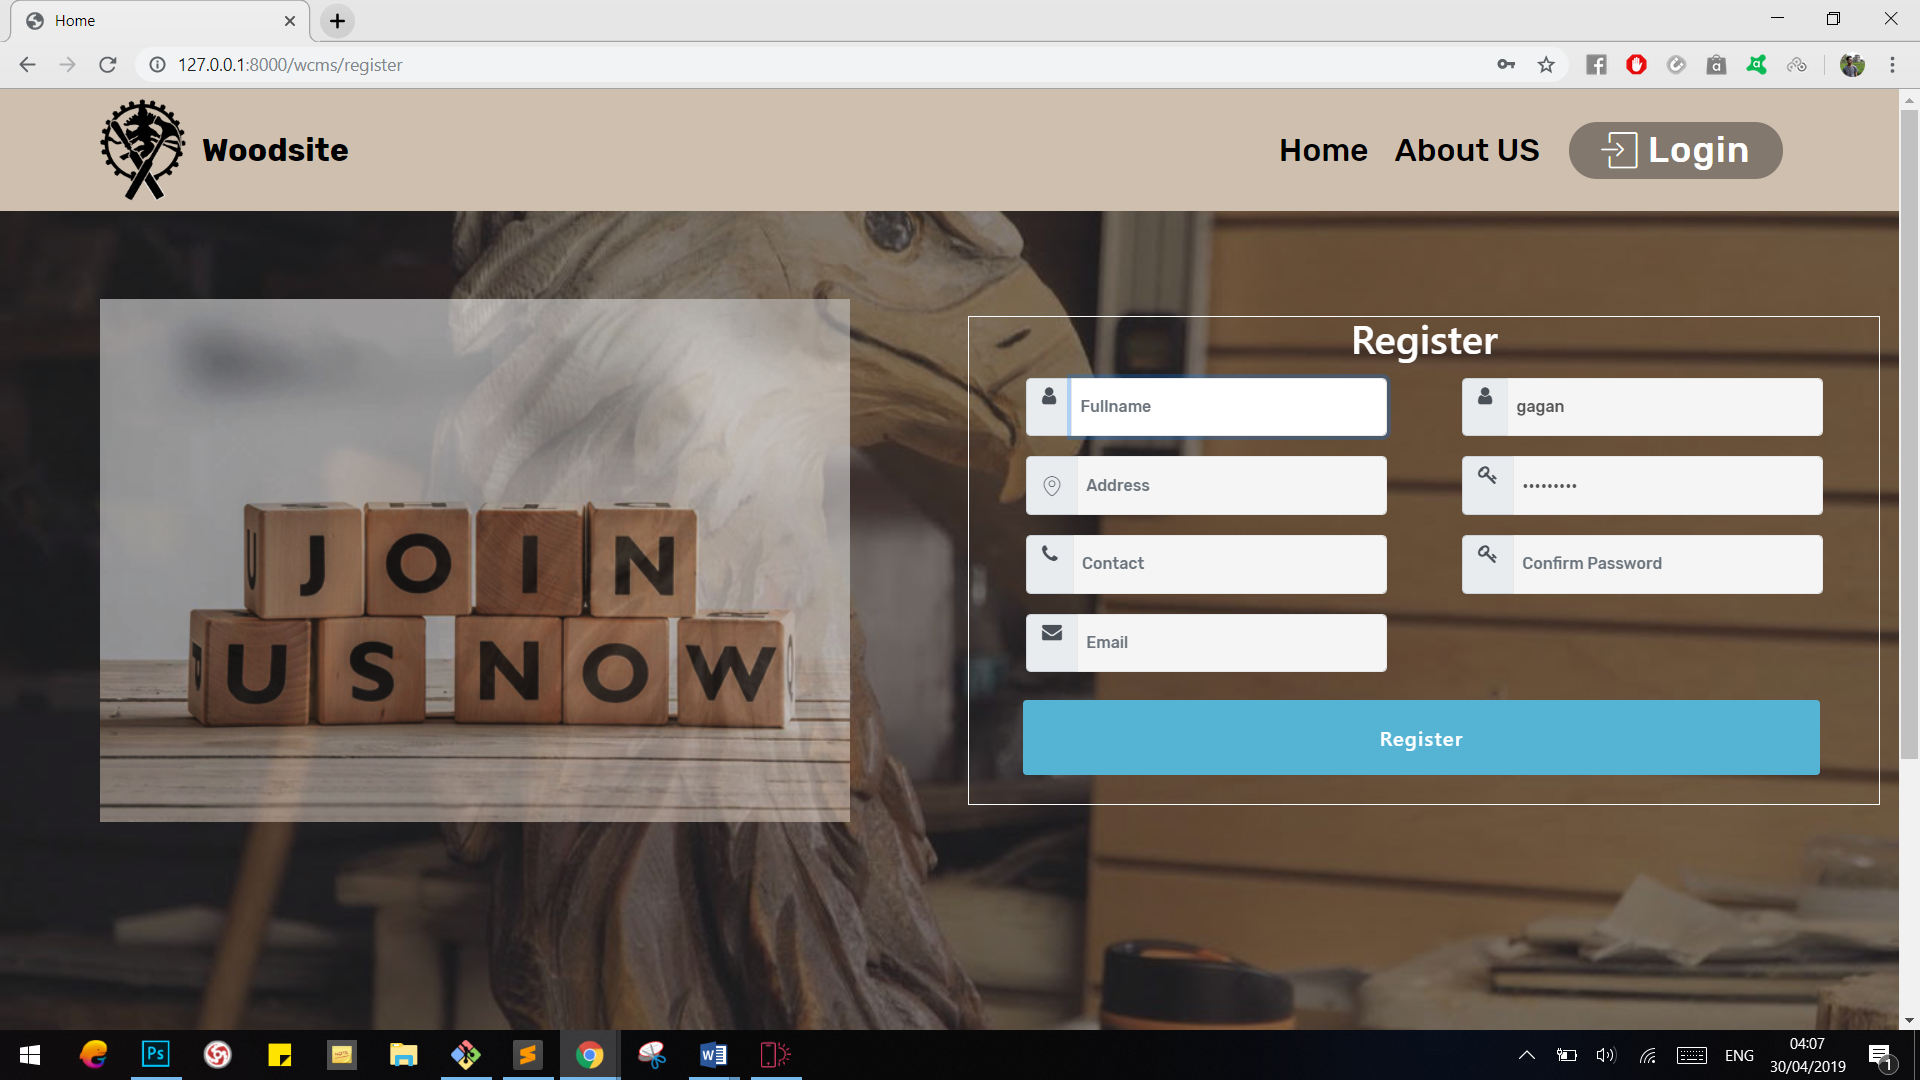 Home
127.0.0.1:8000/wcms/register
Woodsite
Home
About US
Login
JOIN
US NOW
Register
Fullname
gagan
Address
•••••••••
Contact
Confirm Password
Email
Register
Ps
ENG
04:07
30/04/2019
1